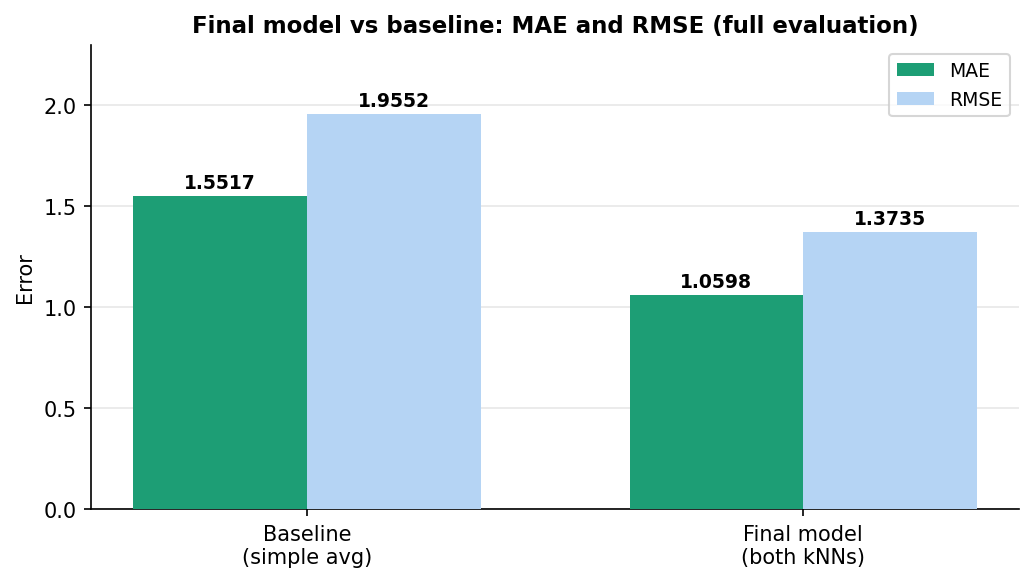 Final model vs baseline: MAE and RMSE (full evaluation)
MAE
RMSE
Error
2.0
1.5
1.0
0.5
0.0
1.5517
1.9552
1.0598
1.3735
Baseline
(simple avg)
Final model
(both kNNs)